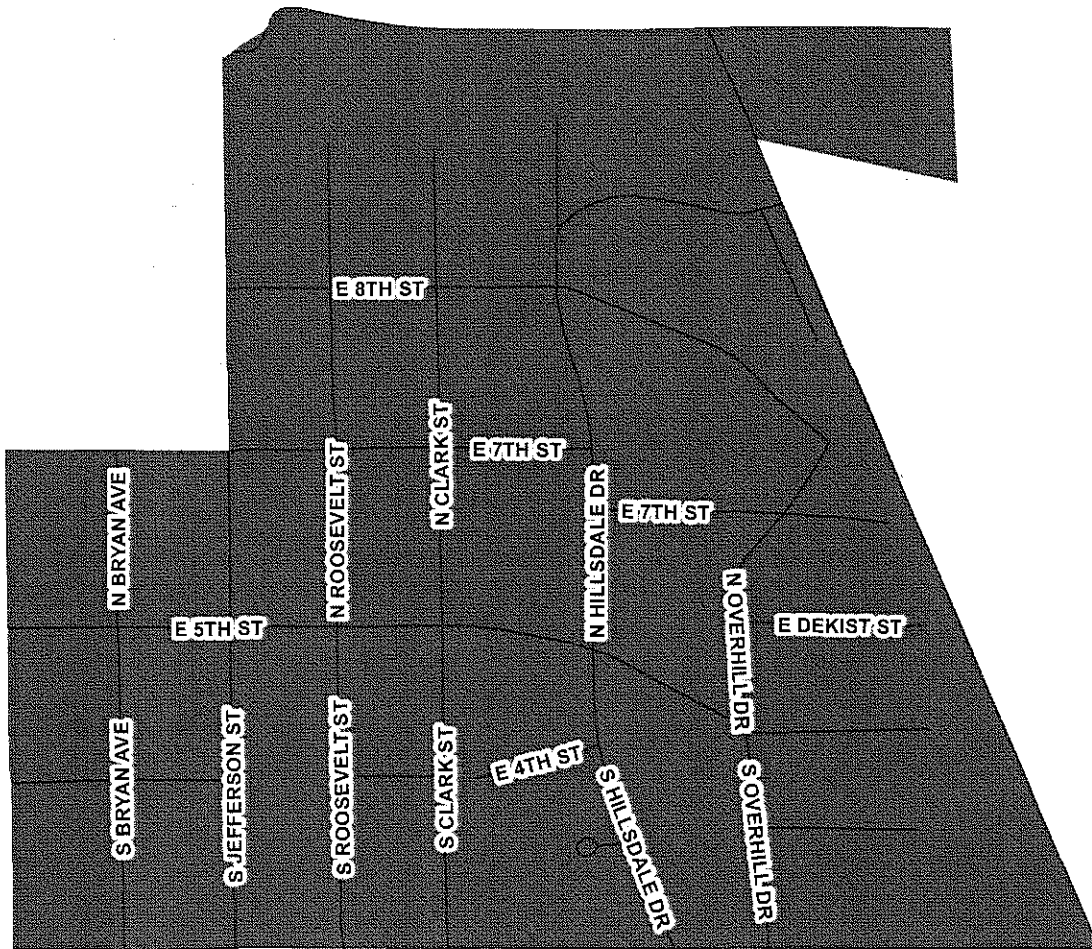 E 8TH ST
N CLARK ST
E 7TH ST
N ROOSEVELT ST
N BRYAN AVE
N HILLSDALE DR
E 7TH ST
E 5TH ST
N OVERHILL DR
E DEKIST ST
S BRYAN AVE
S JEFFERSON ST
S ROOSEVELT ST
S CLARK ST
E 4TH ST
S HILLSDALE DR
S OVERHILL DR